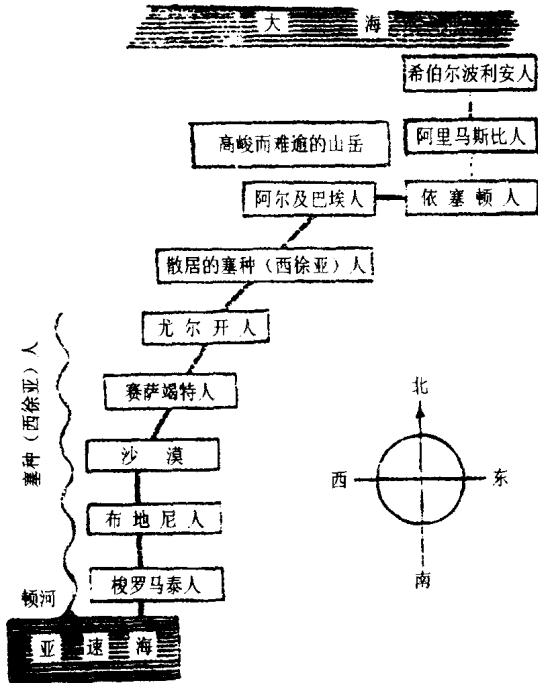 大 海
希伯尔波利安人
高峻而难逾的山岳
阿里马斯比人
阿尔及巴埃人
依塞顿人
散居的塞种(西徐亚)人
尤尔开人
塞种(西徐亚)人
赛萨竭特人
北
沙漠
西
东
布地尼人
南
梭罗马泰人
顿河
亚速海